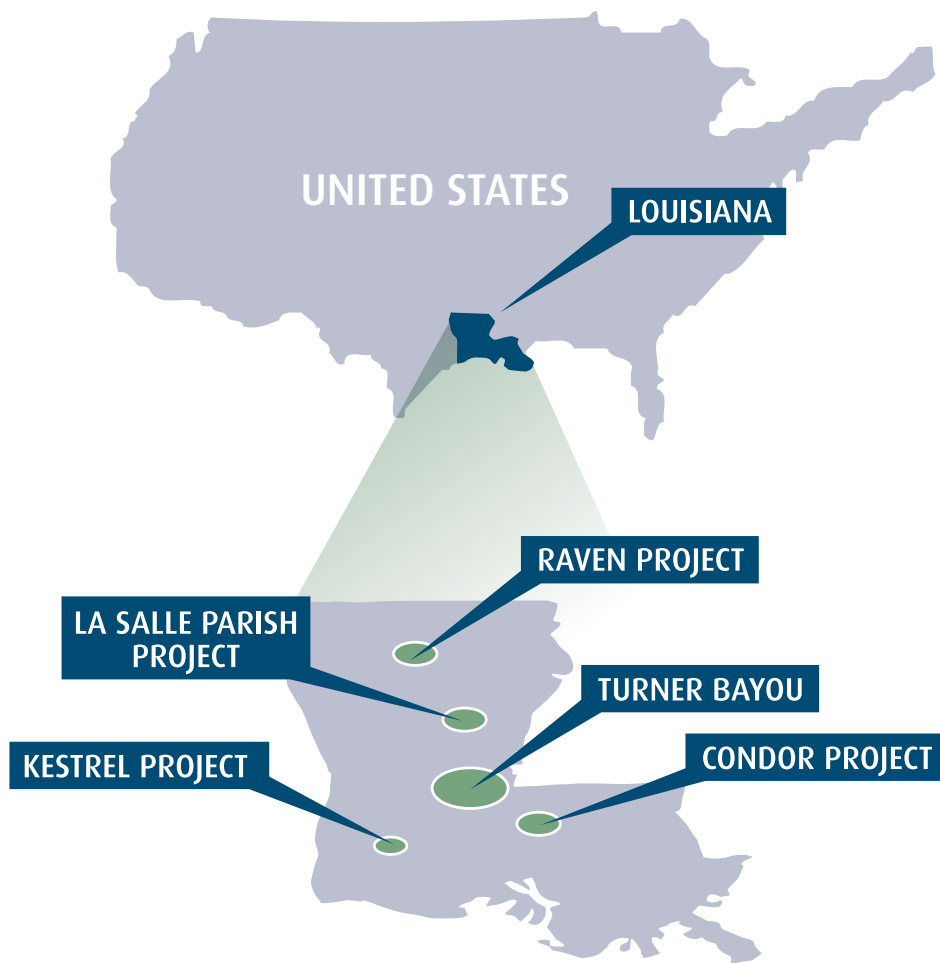 UNITED STATES
LOUISIANA
RAVEN PROJECT
LA SALLE PARISH
PROJECT
TURNER BAYOU
CONDOR PROJECT
KESTREL PROJECT